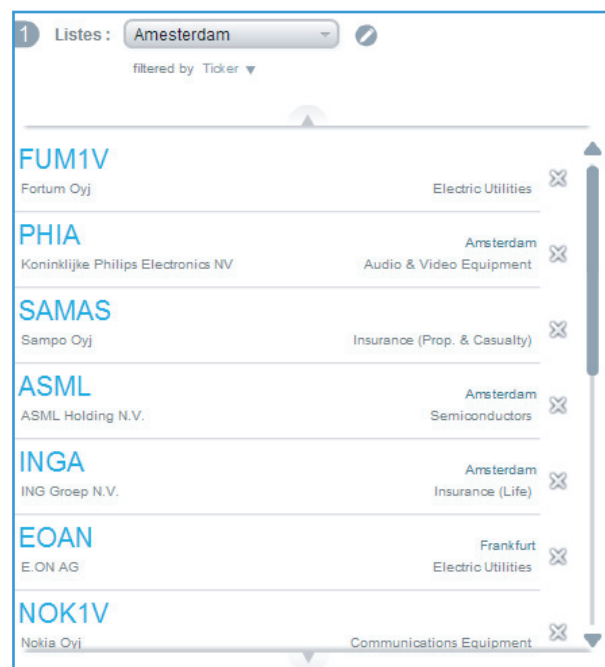 1 Listes : Amesterdam
filtered by Ticker
FUM1V
Fortum Oyj Electric Utilities
PHIA
Amsterdam
Koninklijke Philips Electronics NV Audio & Video Equipment
SAMAS
Sampo Oyj Insurance (Prop. & Casualty)
ASML
Amsterdam
ASML Holding N.V. Semiconductors
INGA
Amsterdam
ING Groep N.V. Insurance (Life)
EOAN
Frankfurt
E.ON AG Electric Utilities
NOK1V
Nokia Oyj Communications Equipment